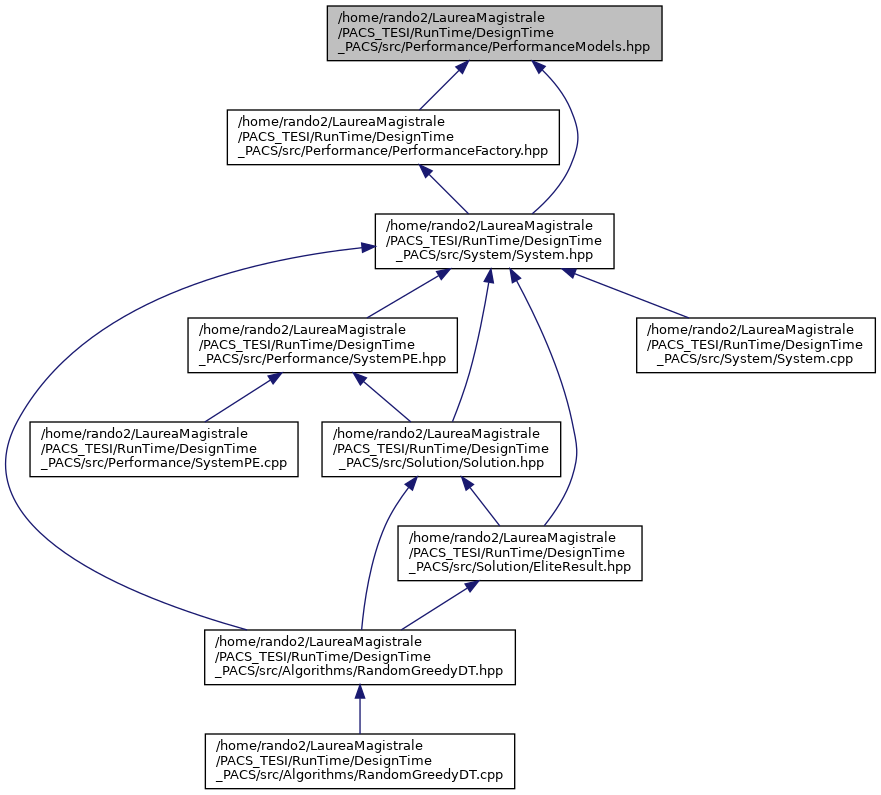 /home/rando2/LaureaMagistrale
/PACS_TESI/RunTime/DesignTime
_PACS/src/Performance/PerformanceModels.hpp
/home/rando2/LaureaMagistrale
/PACS_TESI/RunTime/DesignTime
_PACS/src/Performance/PerformanceFactory.hpp
/home/rando2/LaureaMagistrale
/PACS_TESI/RunTime/DesignTime
_PACS/src/System/System.hpp
/home/rando2/LaureaMagistrale
/PACS_TESI/RunTime/DesignTime
_PACS/src/Performance/SystemPE.hpp
/home/rando2/LaureaMagistrale
/PACS_TESI/RunTime/DesignTime
_PACS/src/System/System.cpp
/home/rando2/LaureaMagistrale
/PACS_TESI/RunTime/DesignTime
_PACS/src/Performance/SystemPE.cpp
/home/rando2/LaureaMagistrale
/PACS_TESI/RunTime/DesignTime
_PACS/src/Solution/Solution.hpp
/home/rando2/LaureaMagistrale
/PACS_TESI/RunTime/DesignTime
_PACS/src/Solution/EliteResult.hpp
/home/rando2/LaureaMagistrale
/PACS_TESI/RunTime/DesignTime
_PACS/src/Algorithms/RandomGreedyDT.hpp
/home/rando2/LaureaMagistrale
/PACS_TESI/RunTime/DesignTime
_PACS/src/Algorithms/RandomGreedyDT.cpp